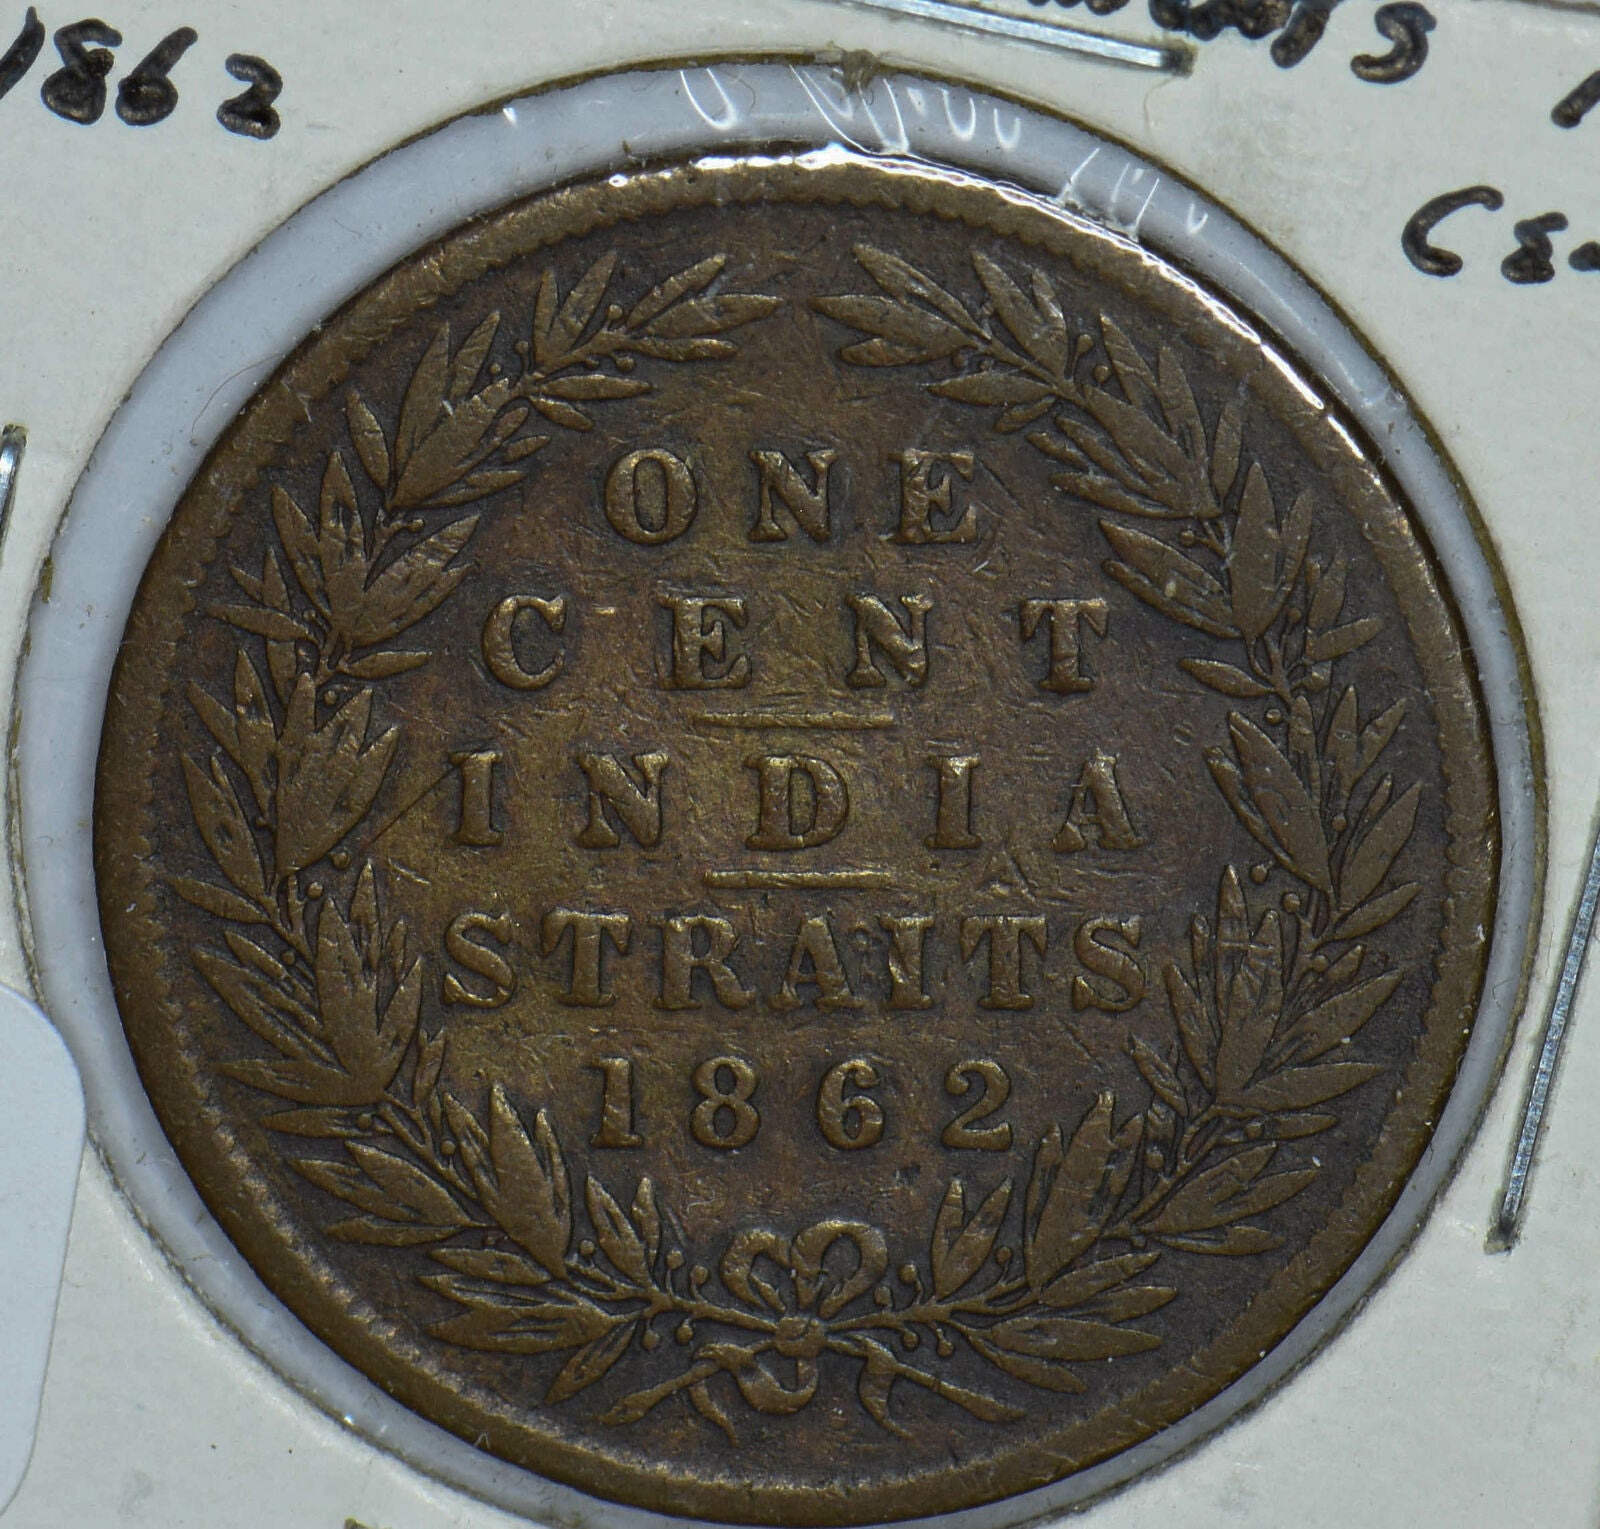 1862
ONE
CENT
INDIA
STRAITS
1862